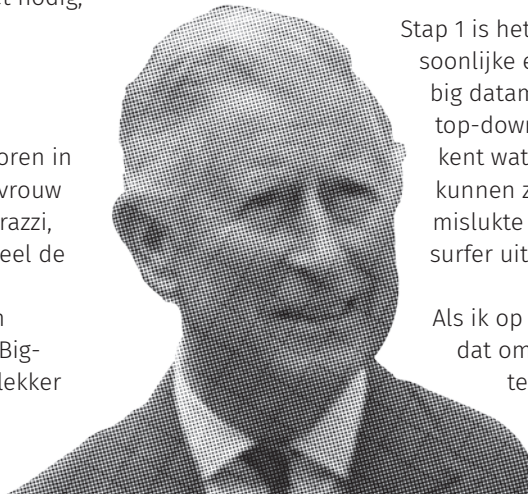 oren in
vrouw
razzi,
eel de
Big-
lekker
Stap 1 is het
soonlijke e
big datam
top-down
kent wat
kunnen z
mislukte
surfer uit
Als ik op
dat om
te